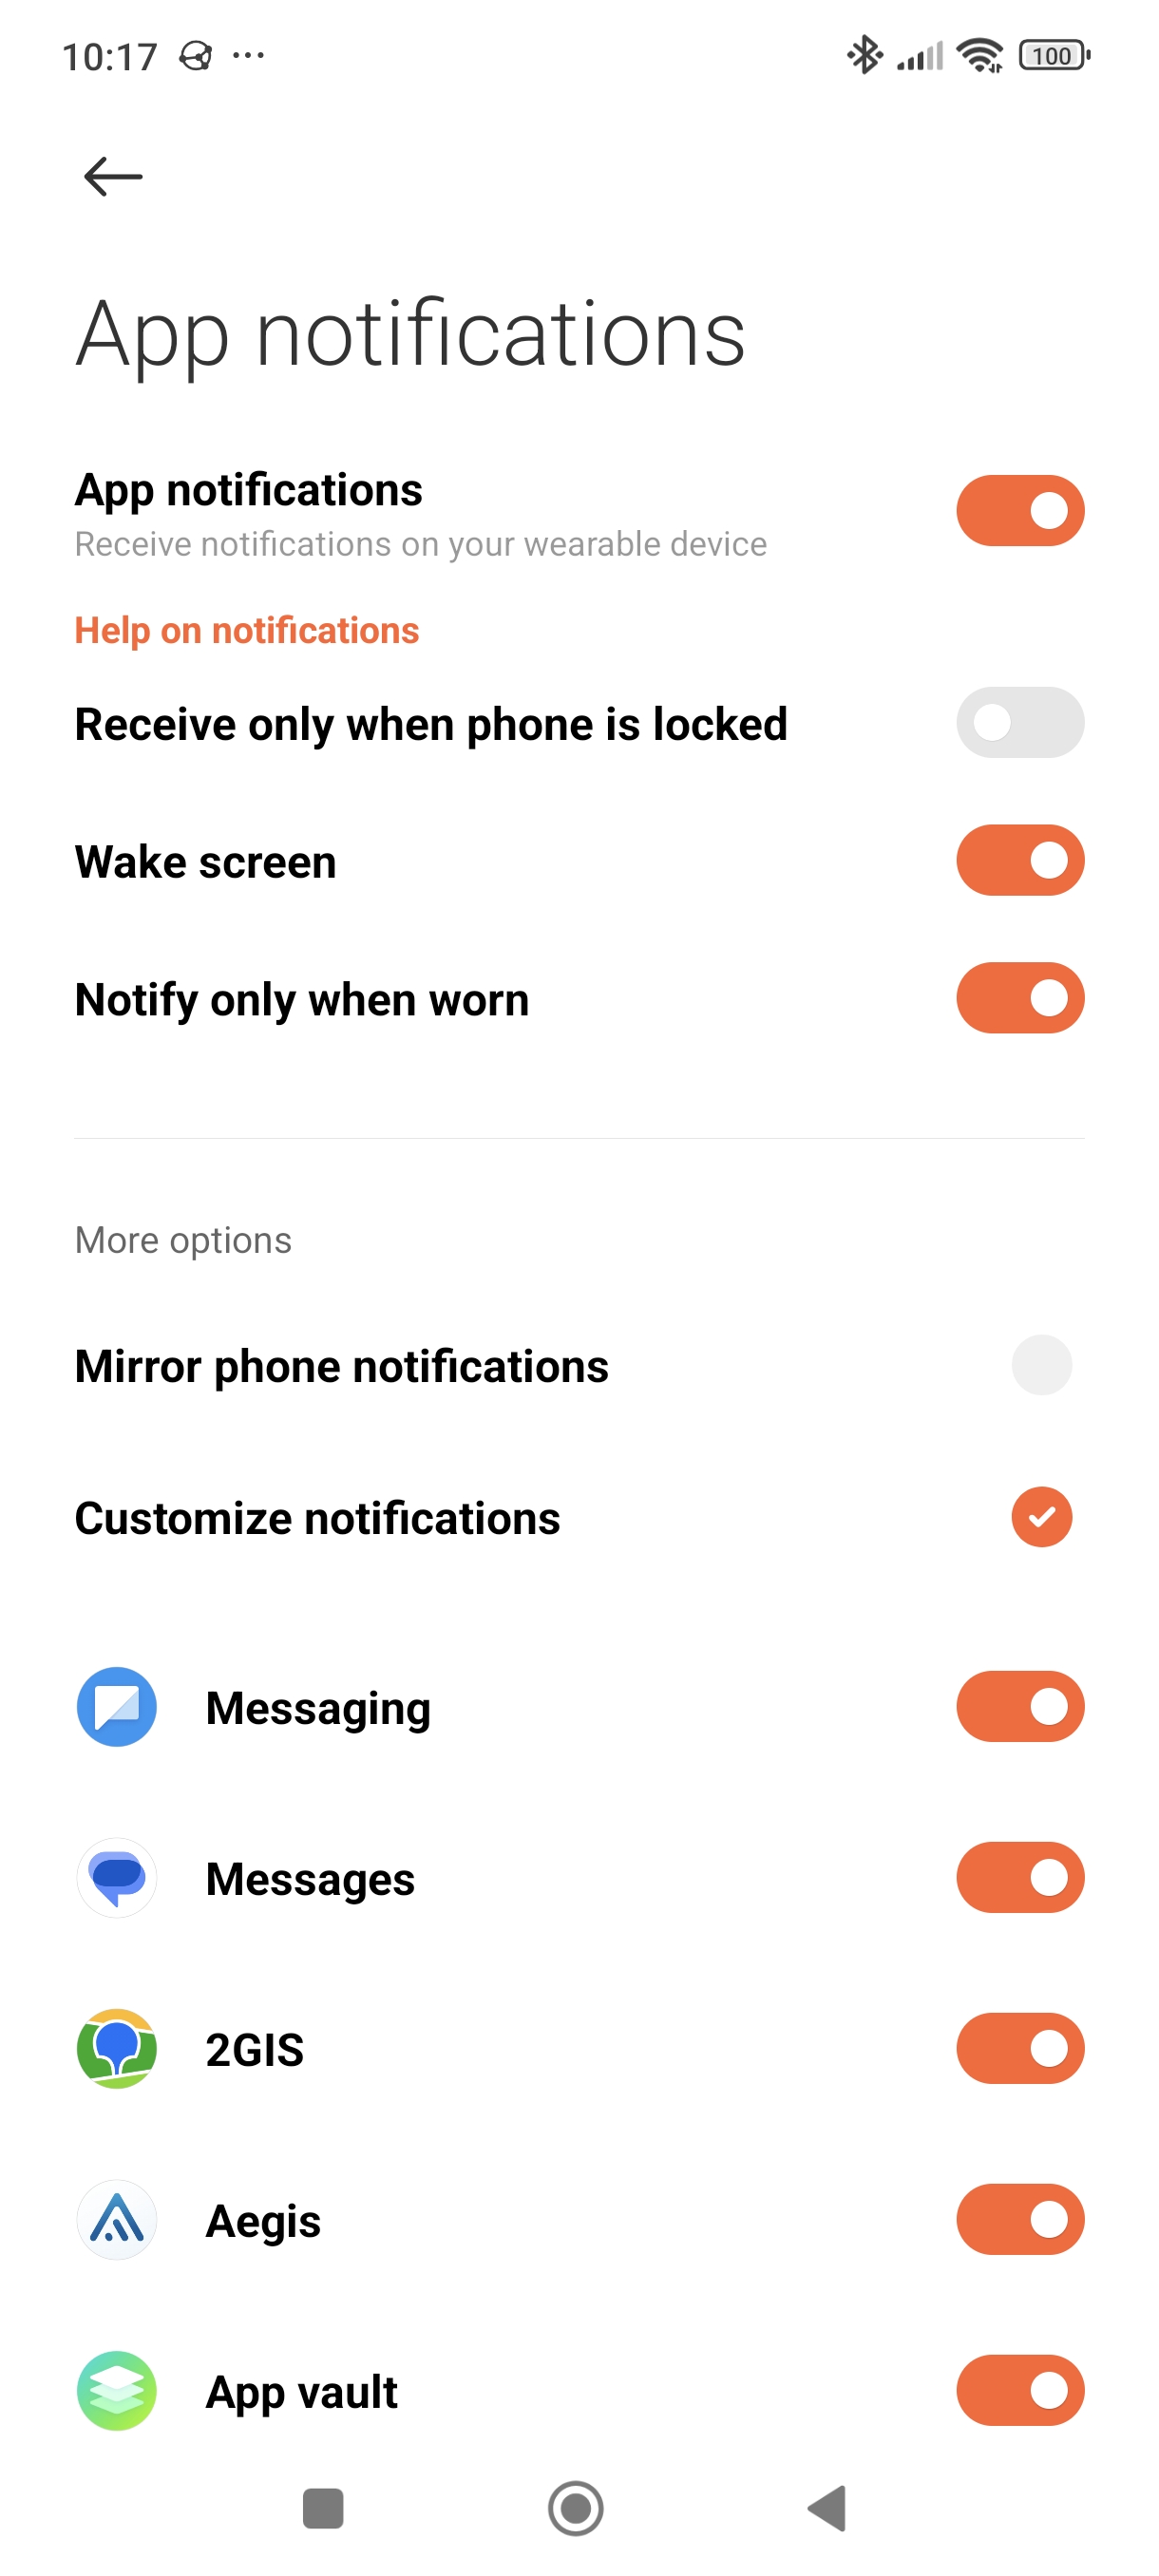 10:17 ...
100
App notifications
App notifications
Receive notifications on your wearable device
Help on notifications
Receive only when phone is locked
Wake screen
Notify only when worn
More options
Mirror phone notifications
Customize notifications
Messaging
Messages
2GIS
Aegis
App vault